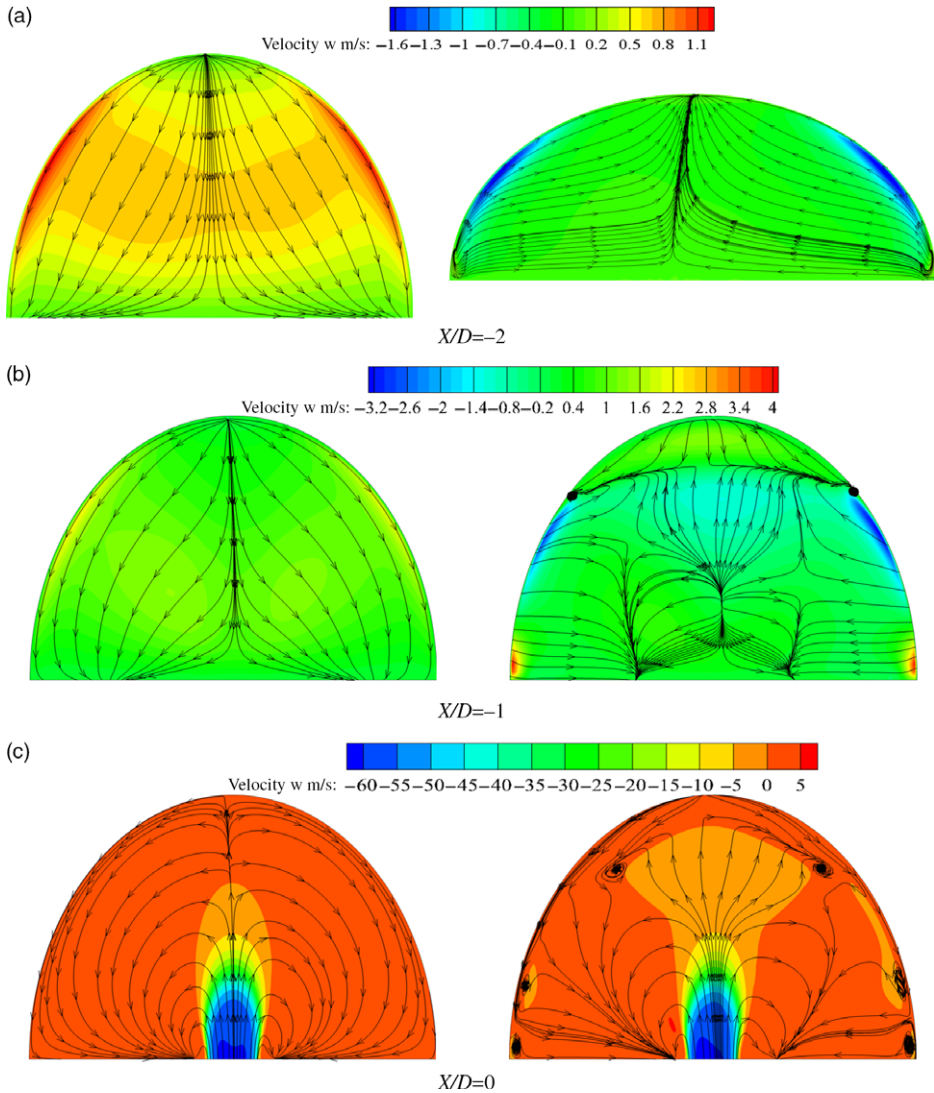 (a)
Velocity w m/s: −1.6 −1.3 −1 −0.7 −0.4 −0.1 0.2 0.5 0.8 1.1
X/D=−2
(b)
Velocity w m/s: −3.2 −2.6 −2 −1.4 −0.8 −0.2 0.4 1 1.6 2.2 2.8 3.4 4
X/D=−1
(c)
Velocity w m/s: −60 −55 −50 −45 −40 −35 −30 −25 −20 −15 −10 −5 0 5
X/D=0